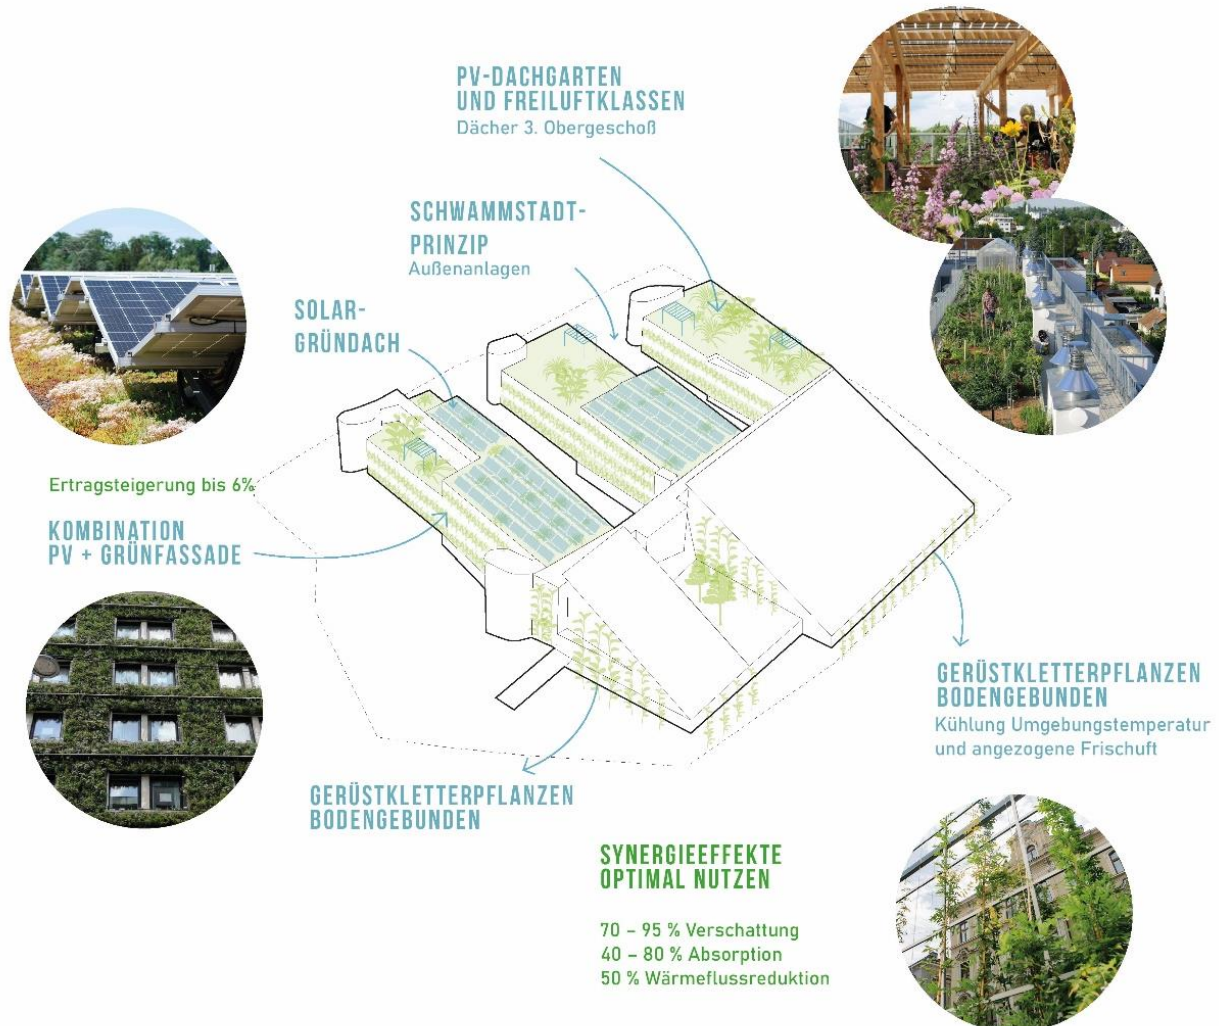 PV-DACHGARTEN
UND FREILUFTKLASSEN
Dächer 3. Obergeschoß
SCHWAMMSTADT-
PRINZIP
Außenanlagen
SOLAR-
GRÜNDACH
Ertragsteigerung bis 6%
KOMBINATION
PV + GRÜNFASSADE
GERÜSTKLETTERPFLANZEN
BODENGEBUNDEN
Kühlung Umgebungstemperatur
und angezogene Frischuft
GERÜSTKLETTERPFLANZEN
BODENGEBUNDEN
SYNERGIEEFFEKTE
OPTIMAL NUTZEN
70 – 95 % Verschattung
40 – 80 % Absorption
50 % Wärmeflussreduktion